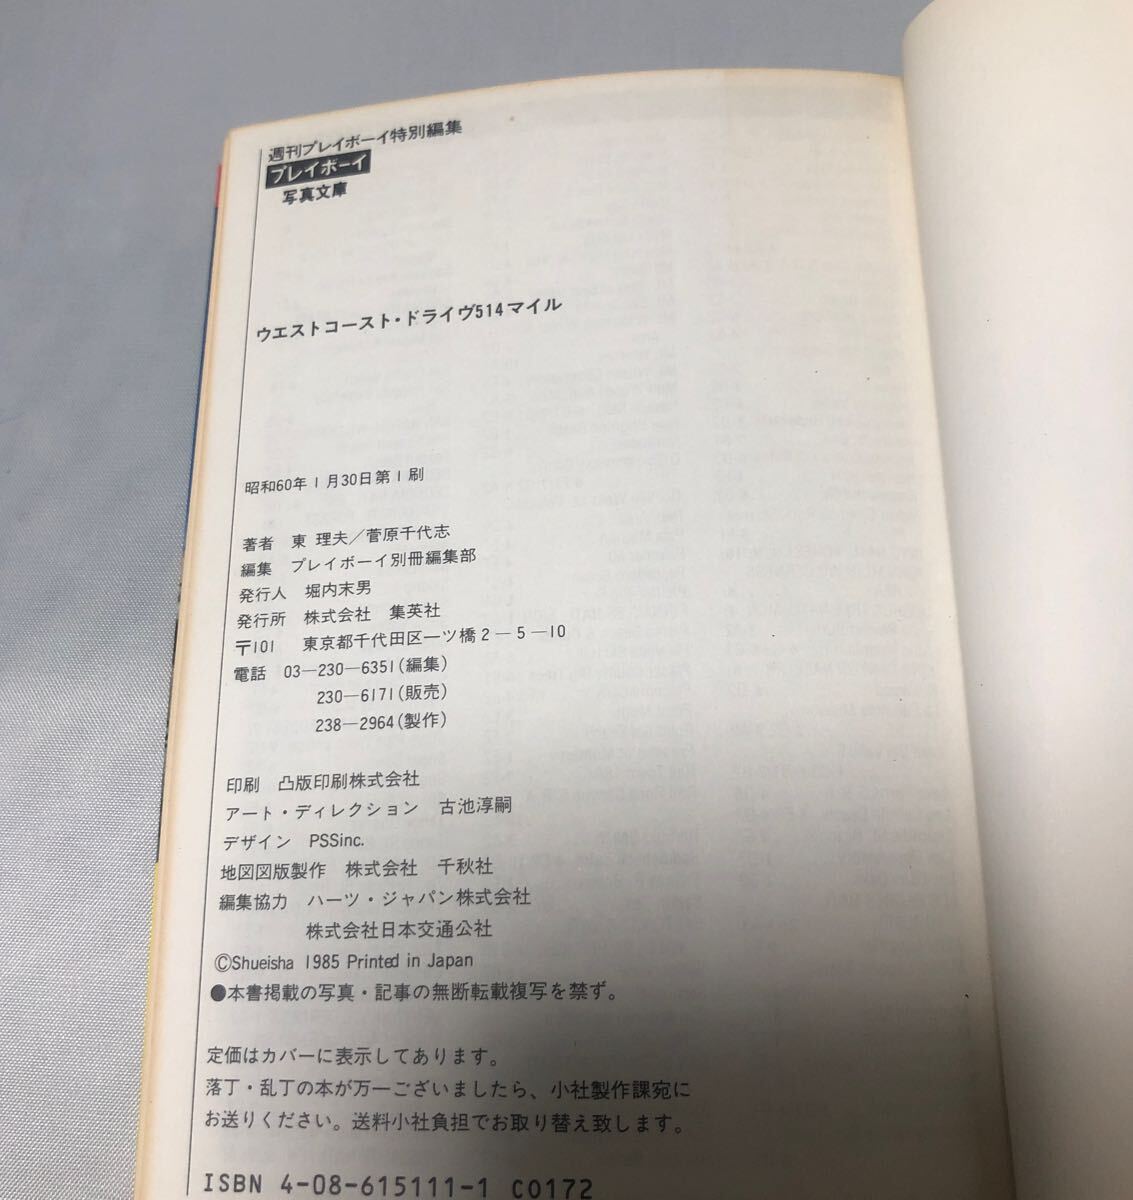 週刊プレイボーイ特別編集
プレイボーイ
写真文庫
ウエストコースト・ドライヴ514マイル
昭和60年1月30日第1刷
著者　東 理夫／菅原千代志
編集　プレイボーイ別冊編集部
発行人　堀内末男
発行所　株式会社　集英社
〒101　東京都千代田区一ツ橋2－5－10
電話　03―230―6351(編集)
230―6171(販売)
238―2964(製作)
印刷　凸版印刷株式会社
アート・ディレクション　古池淳嗣
デザイン　PSSinc.
地図図版製作　株式会社　千秋社
編集協力　ハーツ・ジャパン株式会社
株式会社日本交通公社
©Shueisha 1985 Printed in Japan
●本書掲載の写真・記事の無断転載複写を禁ず。
定価はカバーに表示してあります。
落丁・乱丁の本が万一ございましたら、小社製作課宛に
お送りください。送料小社負担でお取り替え致します。
ISBN 4-08-615111-1 C0172